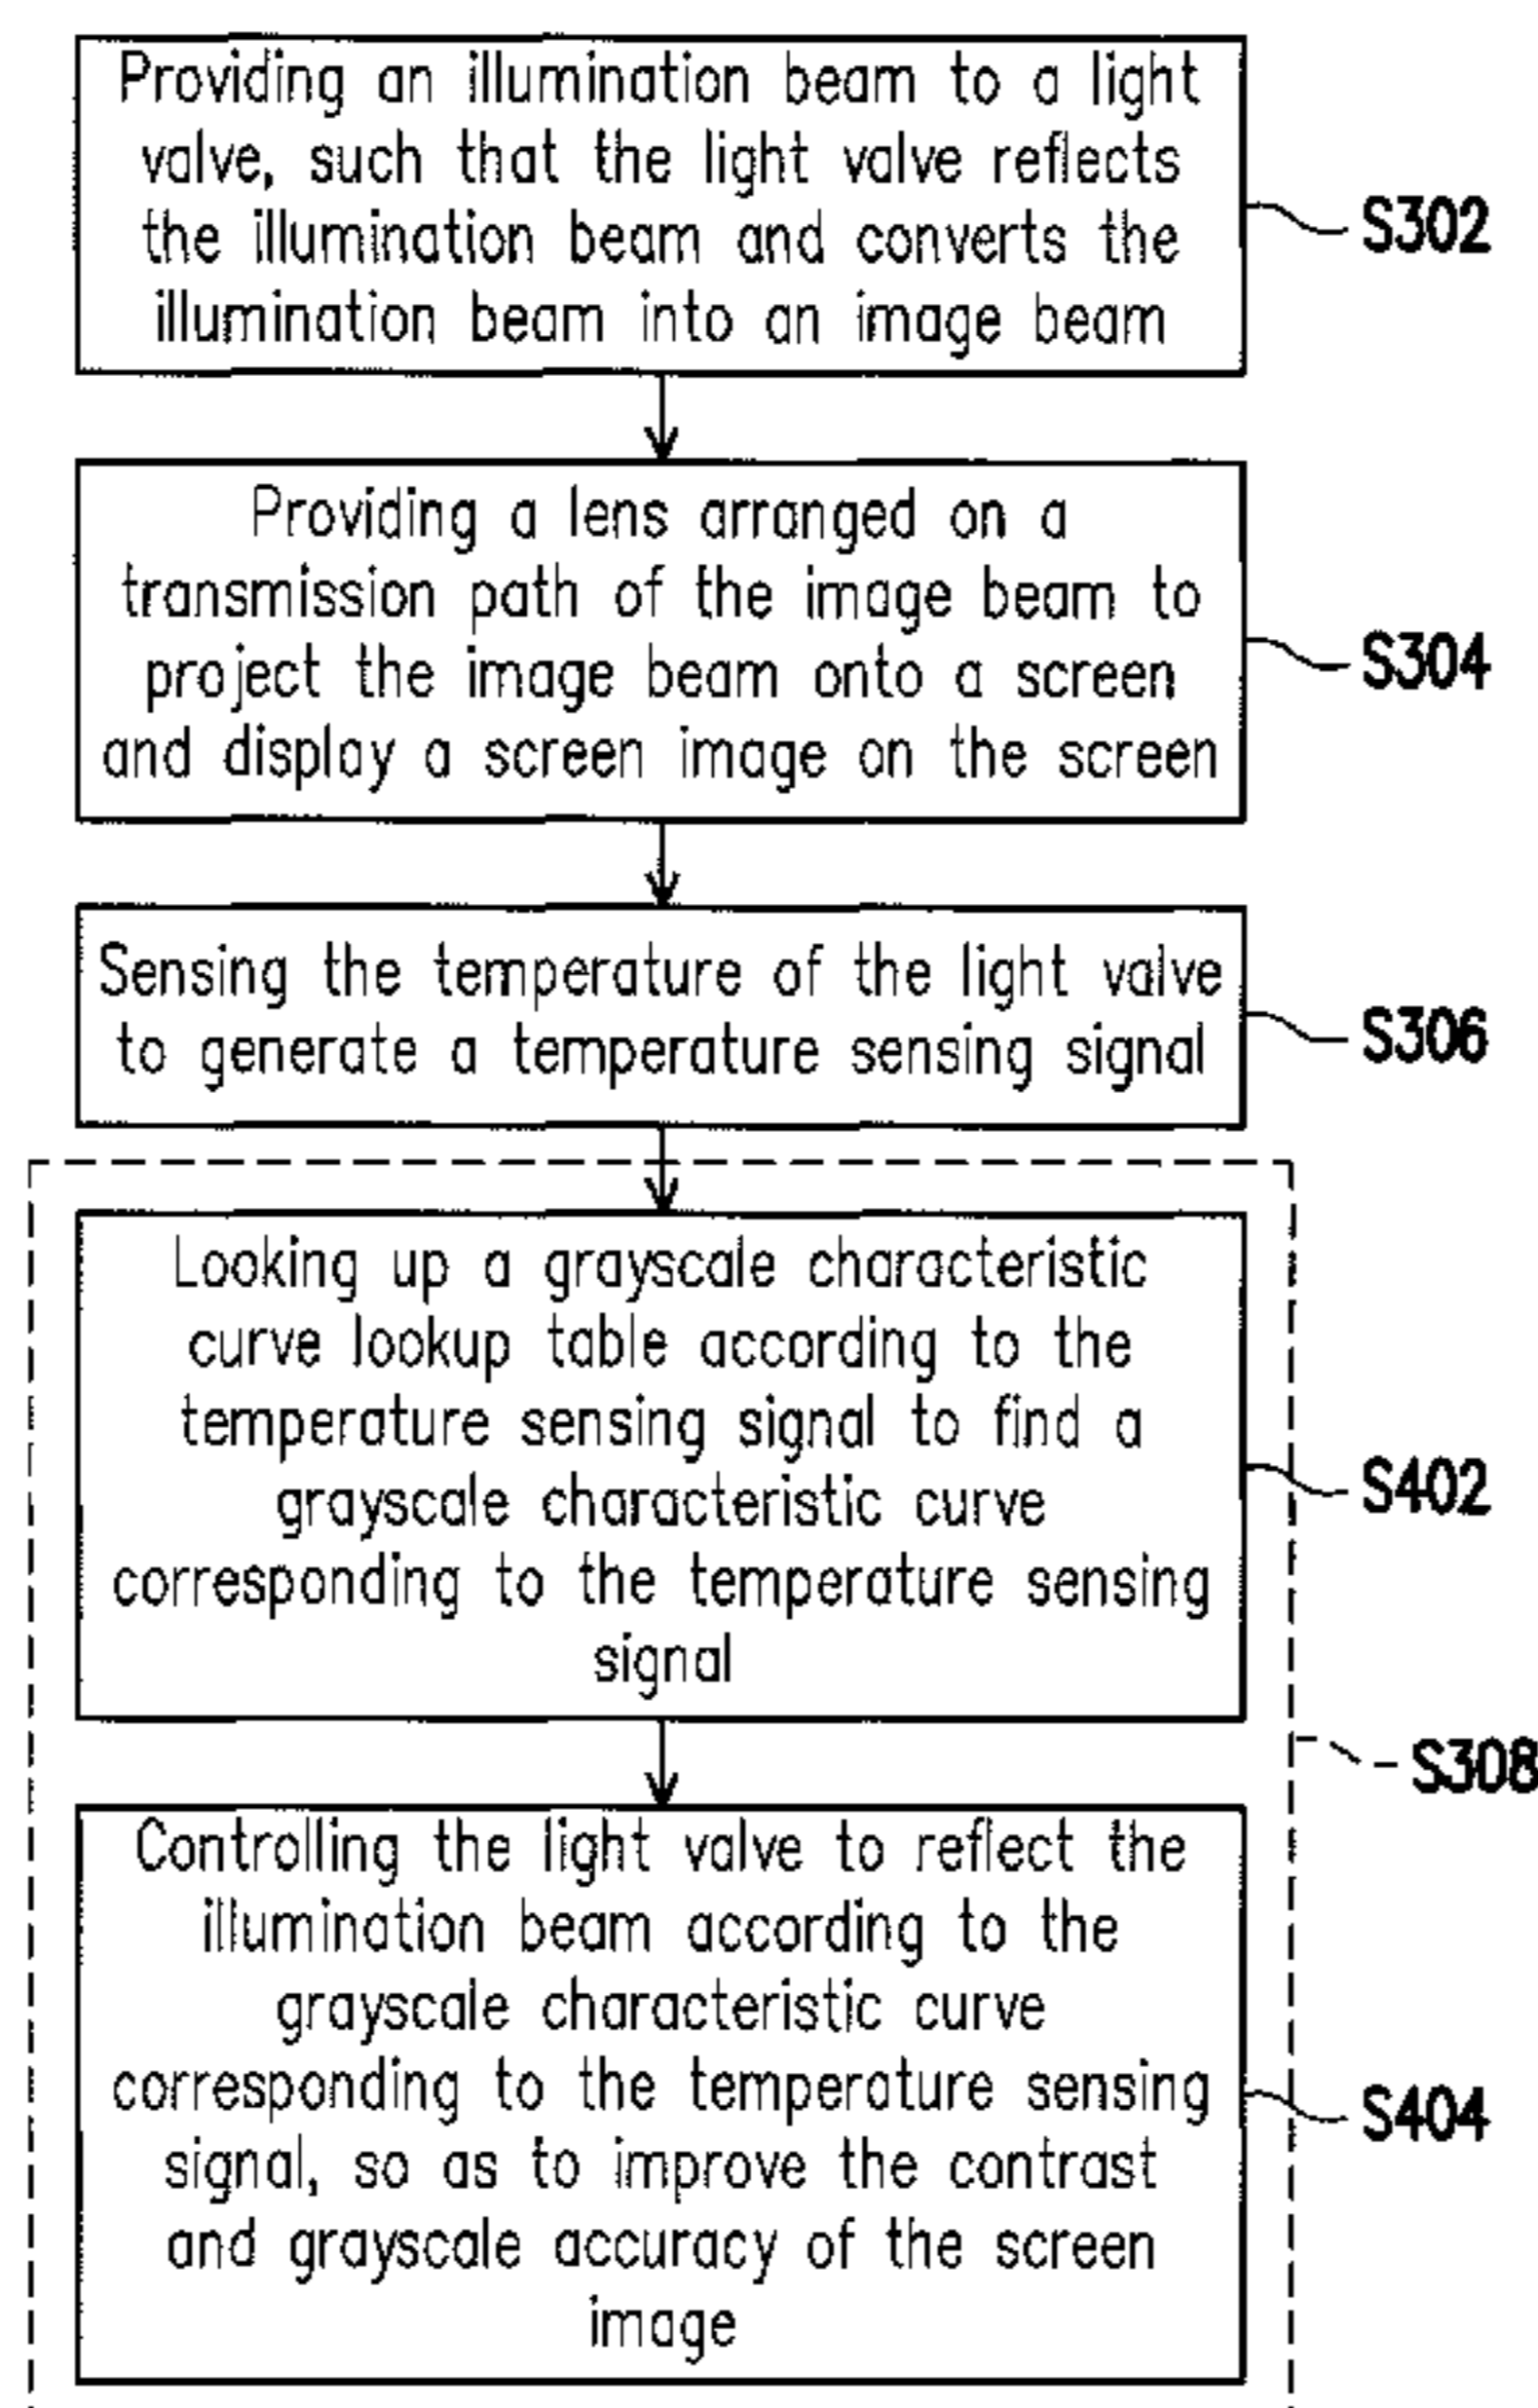 Providing an illumination beam to a light
valve, such that the light valve reflects
the illumination beam and converts the
illumination beam into an image beam
S302
Providing a lens arranged on a
transmission path of the image beam to
project the image beam onto a screen
and display a screen image on the screen
S304
Sensing the temperature of the light valve
to generate a temperature sensing signal
S306
Looking up a grayscale characteristic
curve lookup table according to the
temperature sensing signal to find a
grayscale characteristic curve
corresponding to the temperature sensing
signal
S402
S308
Controlling the light valve to reflect the
illumination beam according to the
grayscale characteristic curve
corresponding to the temperature sensing
signal, so as to improve the contrast
and grayscale accuracy of the screen
image
S404